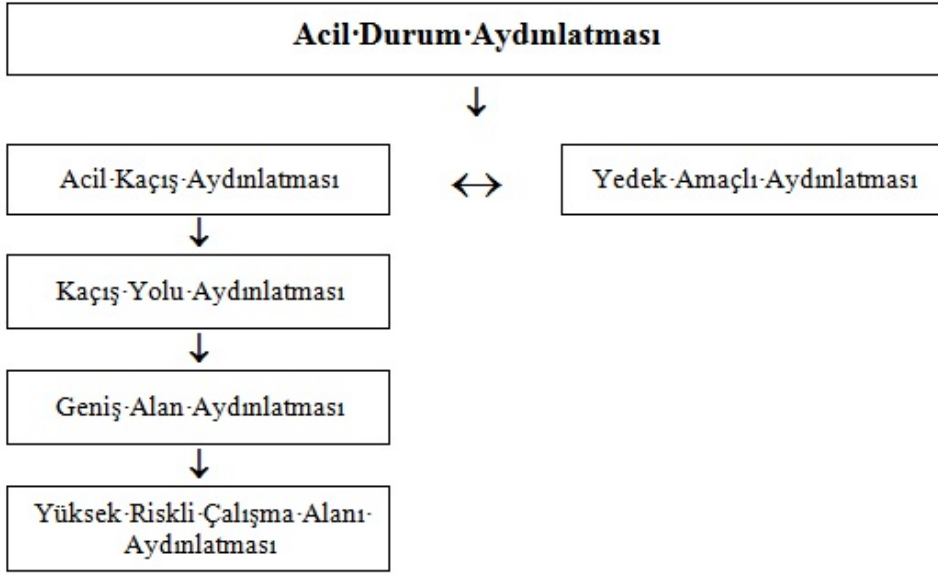 Acil·Durum·Aydınlatması
Acil·Kaçış·Aydınlatması
Yedek·Amaçlı·Aydınlatması
Kaçış·Yolu·Aydınlatması
Geniş·Alan·Aydınlatması
Yüksek·Riskli·Çalışma·Alanı·
Aydınlatması